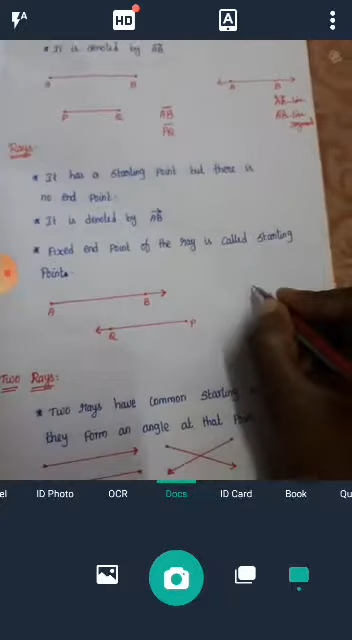 HD
A
* It is denoted by AB
A B
A B
P Q
AB
PQ
AB-line
AB-line
segment
Rays:
* It has a starting point but there is
no end point.
* It is denoted by AB
* Fixed end point of the ray is called starting
point.
A B
Q P
Two Rays:
* Two rays have common starting
they form an angle at that
ID Photo OCR Docs ID Card Book